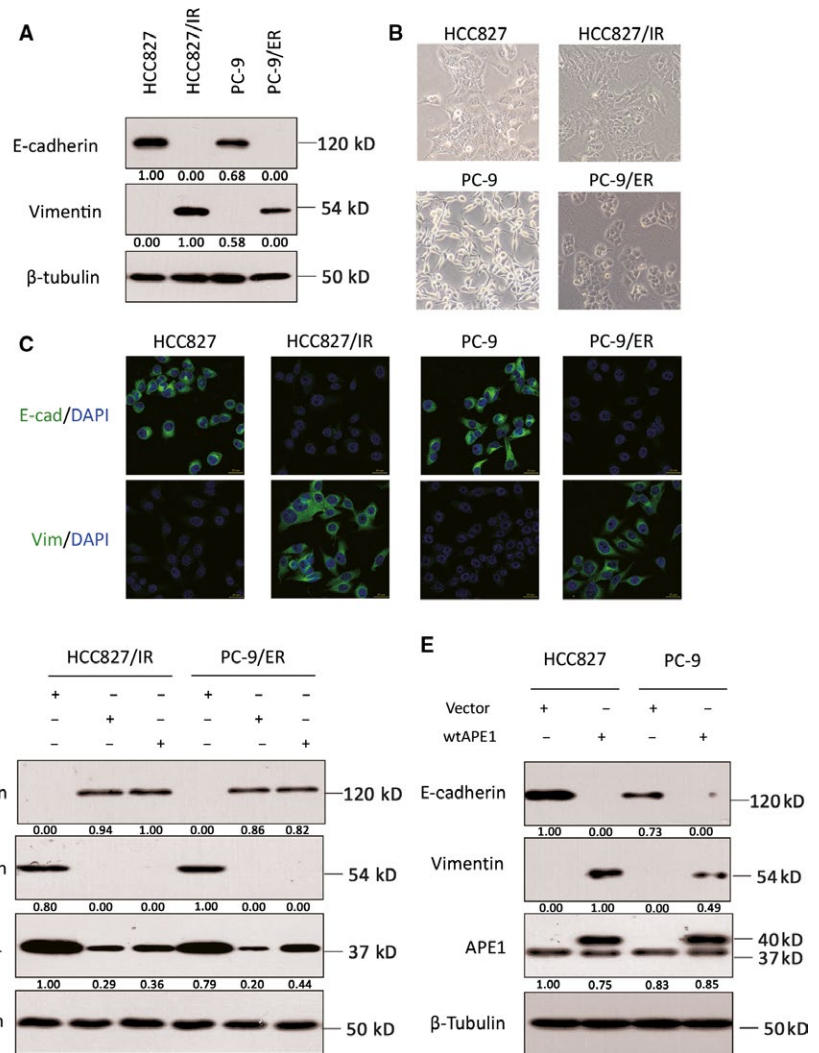 A
HCC827
HCC827/IR
PC-9
PC-9/ER
E-cadherin
120 kD
1.00 0.00 0.68 0.00
Vimentin
54 kD
0.00 1.00 0.58 0.00
β-tubulin
50 kD
B
HCC827 HCC827/IR
PC-9 PC-9/ER
C
HCC827 HCC827/IR PC-9 PC-9/ER
E-cad/DAPI
Vim/DAPI
HCC827/IR PC-9/ER
+ – – + – –
– + – – + –
– – + – – +
n
120 kD
0.00 0.94 1.00 0.00 0.86 0.82
n
54 kD
0.80 0.00 0.00 1.00 0.00 0.00
37 kD
1.00 0.29 0.36 0.79 0.20 0.44
n
50 kD
E
HCC827 PC-9
Vector + – + –
wtAPE1 – + – +
E-cadherin
120 kD
1.00 0.00 0.73 0.00
Vimentin
54 kD
0.00 1.00 0.00 0.49
APE1
40 kD
37 kD
1.00 0.75 0.83 0.85
β-Tubulin
50 kD